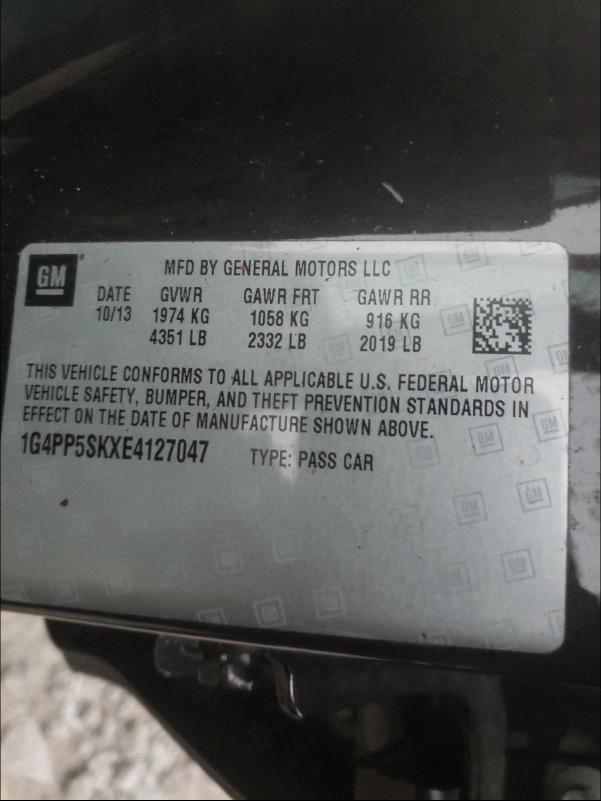 GM
MFD BY GENERAL MOTORS LLC
DATE GVWR GAWR FRT GAWR RR
10/13 1974 KG 1058 KG 916 KG
4351 LB 2332 LB 2019 LB
THIS VEHICLE CONFORMS TO ALL APPLICABLE U.S. FEDERAL MOTOR
VEHICLE SAFETY, BUMPER, AND THEFT PREVENTION STANDARDS IN
EFFECT ON THE DATE OF MANUFACTURE SHOWN ABOVE.
1G4PP5SKXE4127047 TYPE: PASS CAR